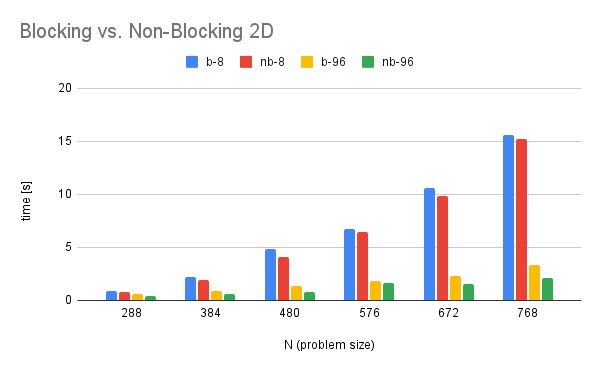 Blocking vs. Non-Blocking 2D
b-8 nb-8 b-96 nb-96
20
15
10
5
0
time [s]
288 384 480 576 672 768
N (problem size)